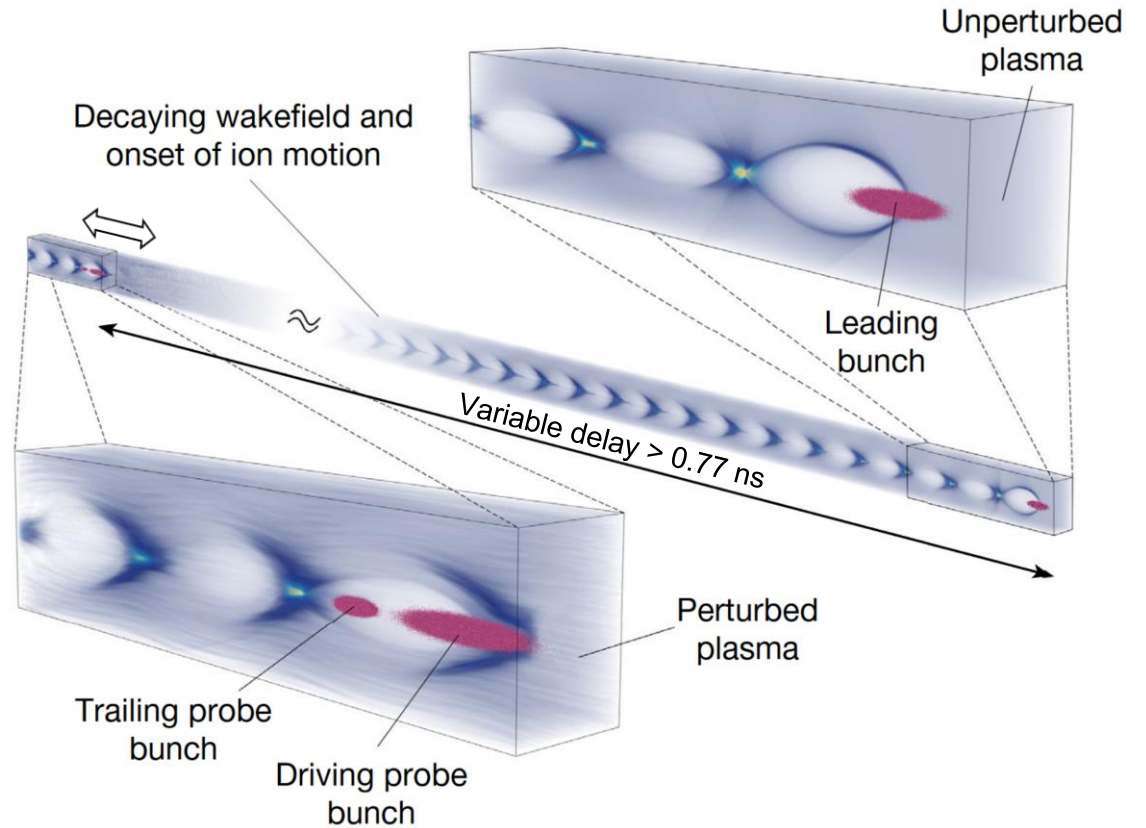 Unperturbed
plasma
Decaying wakefield and
onset of ion motion
Leading
bunch
≈
Variable delay > 0.77 ns
Perturbed
plasma
Trailing probe
bunch
Driving probe
bunch